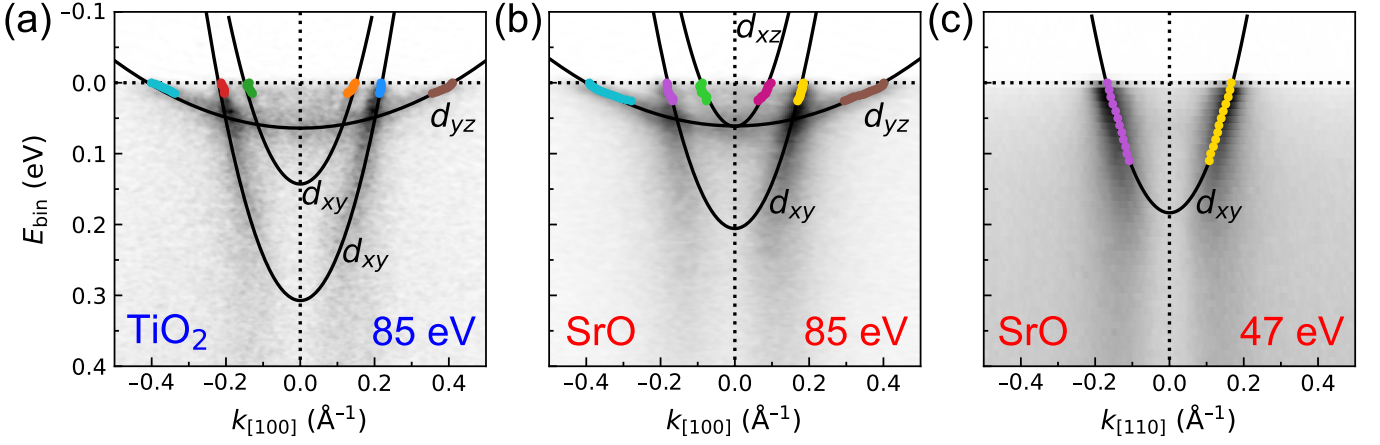 (a)
−0.1
0.0
0.1
0.2
0.3
0.4
E_bin (eV)
d_yz
d_xy
d_xy
TiO₂
85 eV
−0.4 −0.2 0.0 0.2 0.4
k_[100] (Å⁻¹)
(b)
d_xz
d_yz
d_xy
SrO
85 eV
−0.4 −0.2 0.0 0.2 0.4
k_[100] (Å⁻¹)
(c)
d_xy
SrO
47 eV
−0.4 −0.2 0.0 0.2 0.4
k_[110] (Å⁻¹)